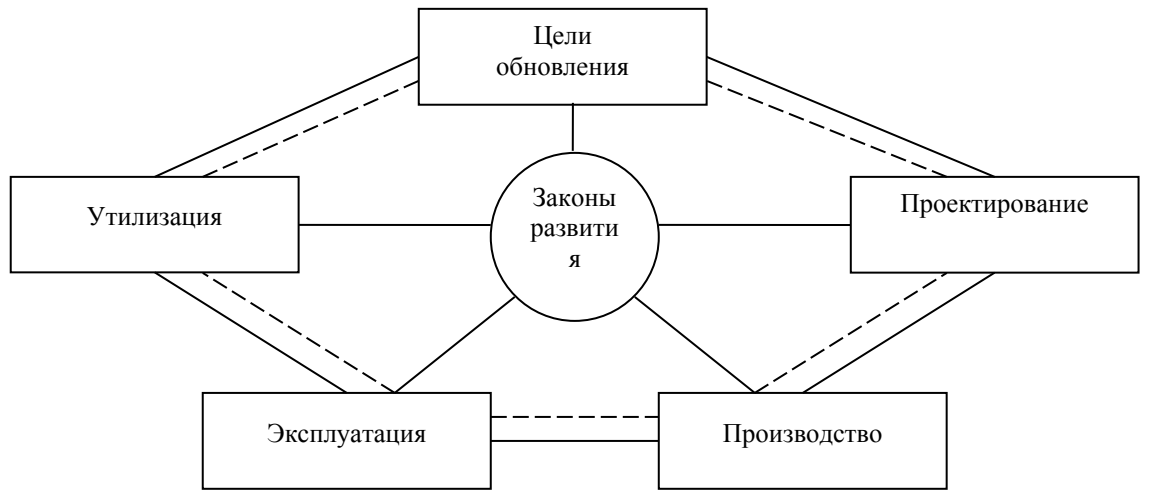 Цели
обновления
Утилизация
Законы
развити
я
Проектирование
Эксплуатация
Производство